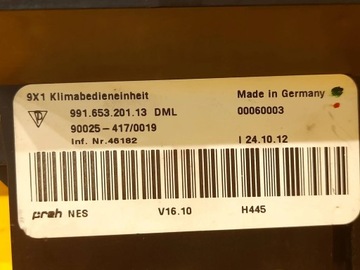 9X1 Klimabedieneinheit Made in Germany
991.653.201.13 DML 00060003
90025-417/0019
Inf. Nr.46182 I 24.10.12
preh NES V16.10 H445